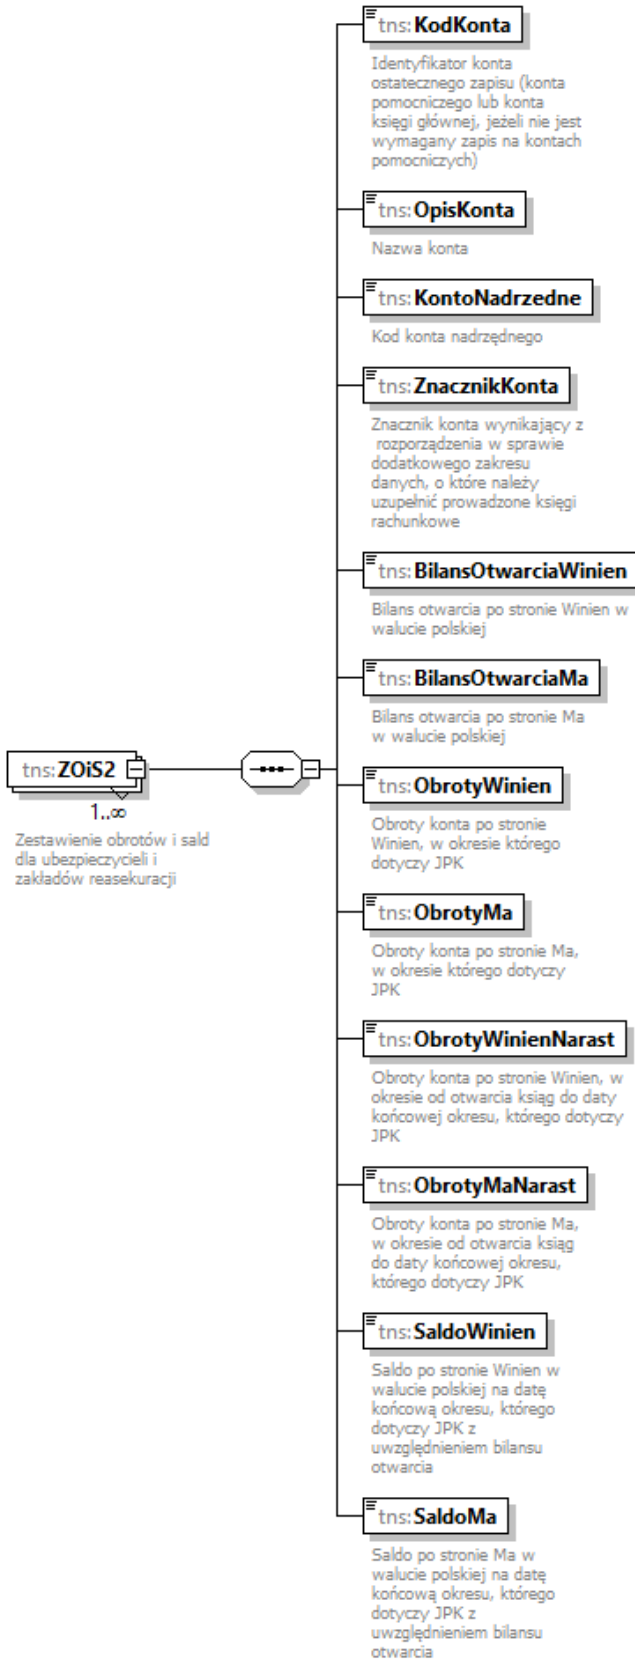 tns:KodKonta
Identyfikator konta
ostatecznego zapisu (konta
pomocniczego lub konta
księgi głównej, jeżeli nie jest
wymagany zapis na kontach
pomocniczych)
tns:OpisKonta
Nazwa konta
tns:KontoNadrzedne
Kod konta nadrzędnego
tns:ZnacznikKonta
Znacznik konta wynikający z
rozporządzenia w sprawie
dodatkowego zakresu
danych, o które należy
uzupełnić prowadzone księgi
rachunkowe
tns:BilansOtwarciaWinien
Bilans otwarcia po stronie Winien w
walucie polskiej
tns:BilansOtwarciaMa
Bilans otwarcia po stronie Ma
w walucie polskiej
tns:ZOiS2
1..∞
Zestawienie obrotów i sald
dla ubezpieczycieli i
zakładów reasekuracji
tns:ObrotyWinien
Obroty konta po stronie
Winien, w okresie którego
dotyczy JPK
tns:ObrotyMa
Obroty konta po stronie Ma,
w okresie którego dotyczy
JPK
tns:ObrotyWinienNarast
Obroty konta po stronie Winien, w
okresie od otwarcia ksiąg do daty
końcowej okresu, którego dotyczy
JPK
tns:ObrotyMaNarast
Obroty konta po stronie Ma,
w okresie od otwarcia ksiąg
do daty końcowej okresu,
którego dotyczy JPK
tns:SaldoWinien
Saldo po stronie Winien w
walucie polskiej na datę
końcową okresu, którego
dotyczy JPK z
uwzględnieniem bilansu
otwarcia
tns:SaldoMa
Saldo po stronie Ma w
walucie polskiej na datę
końcową okresu, którego
dotyczy JPK z
uwzględnieniem bilansu
otwarcia